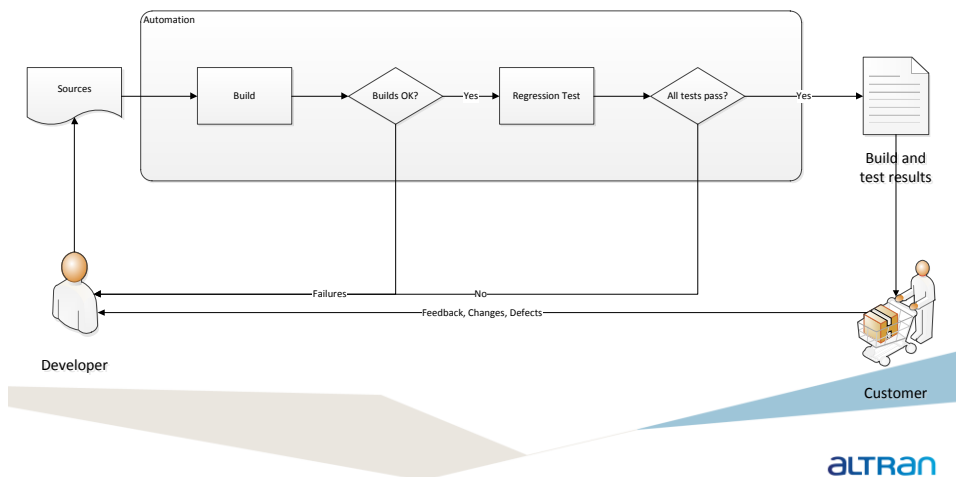 Automation
Sources
Build
Builds OK?
Yes
Regression Test
All tests pass?
Yes
Build and
test results
Failures
No
Feedback, Changes, Defects
Developer
Customer
altran